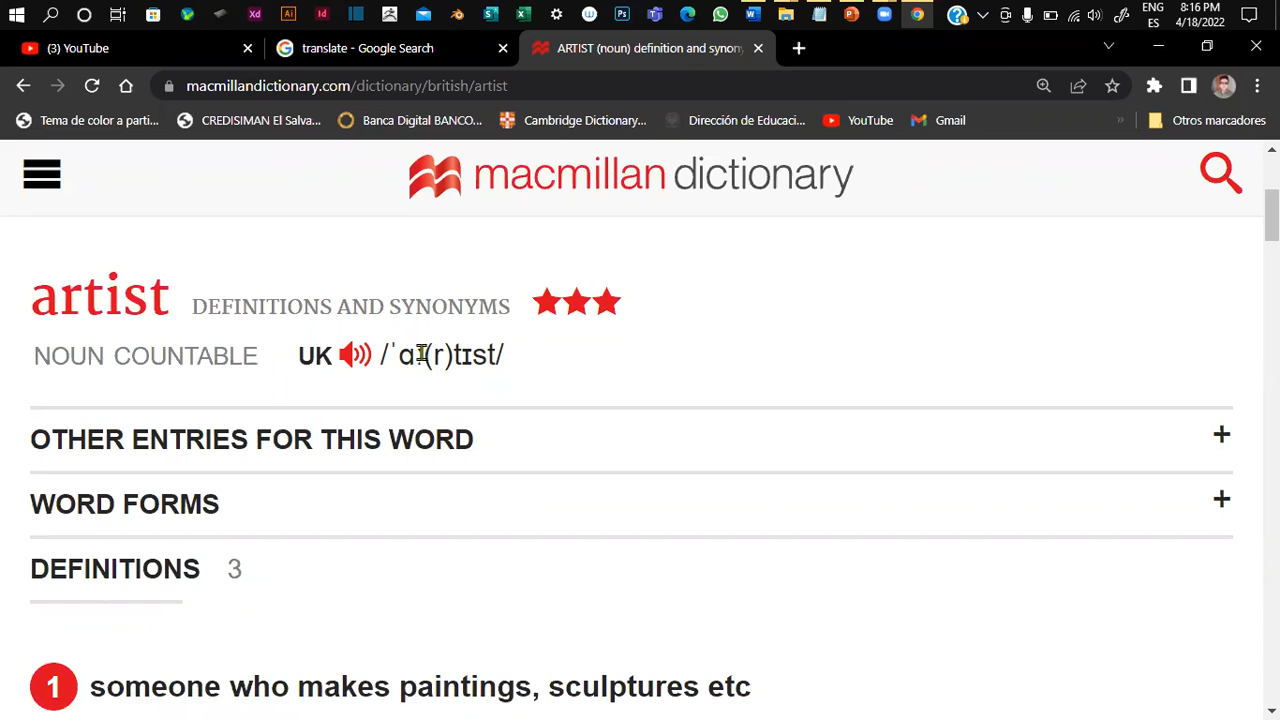 ENG
8:16 PM
ES
4/18/2022
(3) YouTube
translate - Google Search
ARTIST (noun) definition and synony
macmillandictionary.com/dictionary/british/artist
Tema de color a parti...
CREDISIMAN El Salva...
Banca Digital BANCO...
Cambridge Dictionary...
Dirección de Educaci...
YouTube
Gmail
Otros marcadores
macmillan dictionary
artist DEFINITIONS AND SYNONYMS
NOUN COUNTABLE UK /ˈɑː(r)tɪst/
OTHER ENTRIES FOR THIS WORD +
WORD FORMS +
DEFINITIONS 3
1 someone who makes paintings, sculptures etc